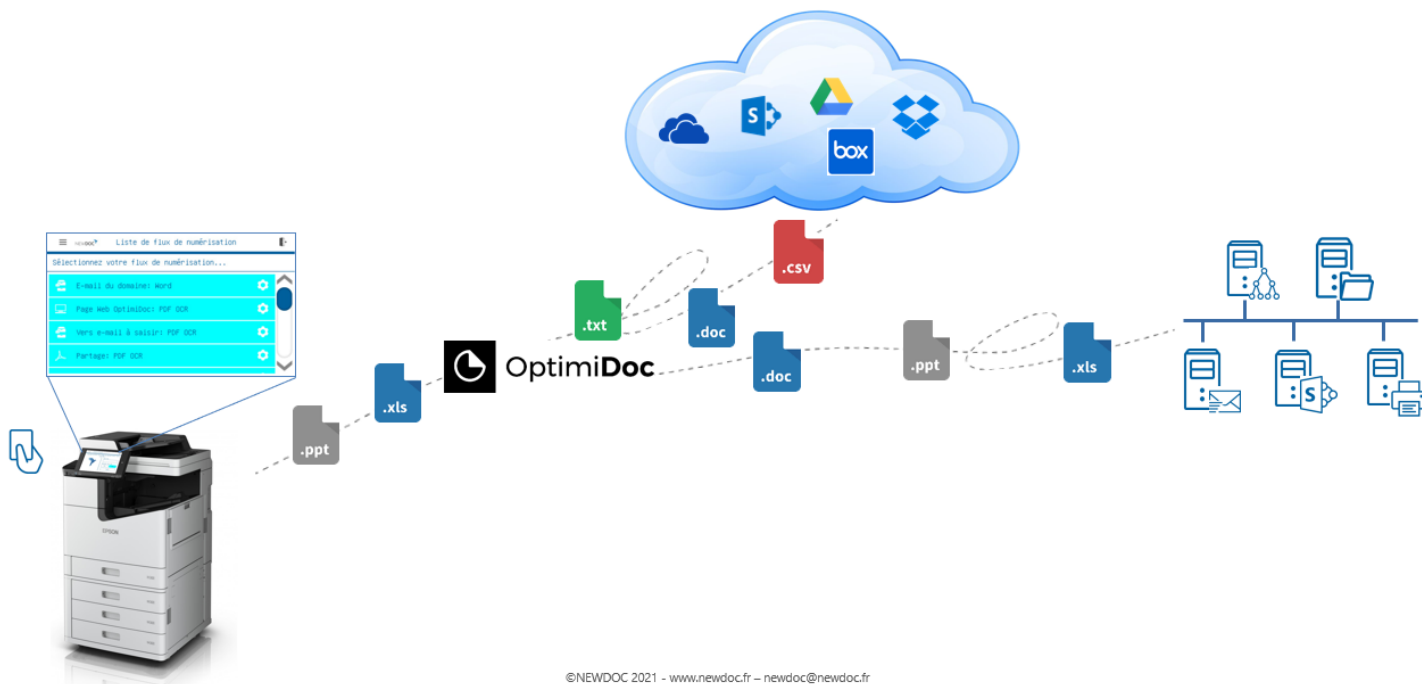 S
box
.csv
NEWDOC
Liste de flux de numérisation
Sélectionnez votre flux de numérisation...
E-mail du domaine: Word
Page Web OptimiDoc: PDF OCR
Vers e-mail à saisir: PDF OCR
Partage: PDF OCR
.txt
.doc
OptimiDoc
.doc
.ppt
.xls
.xls
.ppt
S
EPSON
©NEWDOC 2021 - www.newdoc.fr – newdoc@newdoc.fr